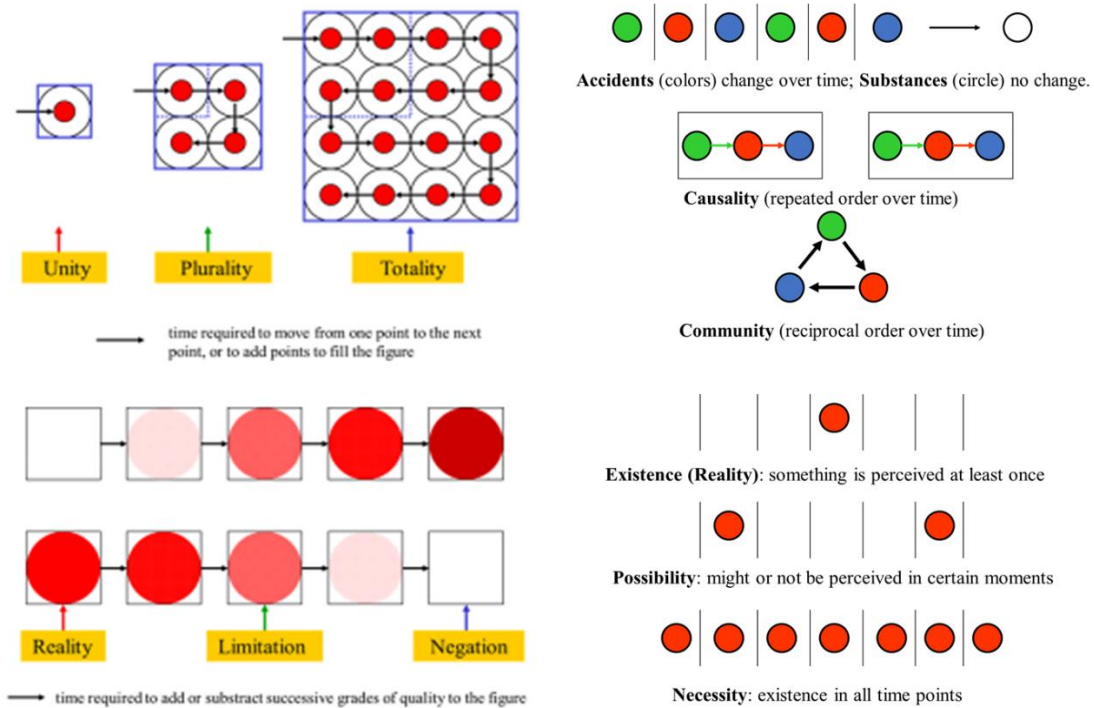 Unity
Plurality
Totality
time required to move from one point to the next
point, or to add points to fill the figure
Reality
Limitation
Negation
time required to add or substract successive grades of quality to the figure
Accidents (colors) change over time; Substances (circle) no change.
Causality (repeated order over time)
Community (reciprocal order over time)
Existence (Reality): something is perceived at least once
Possibility: might or not be perceived in certain moments
Necessity: existence in all time points